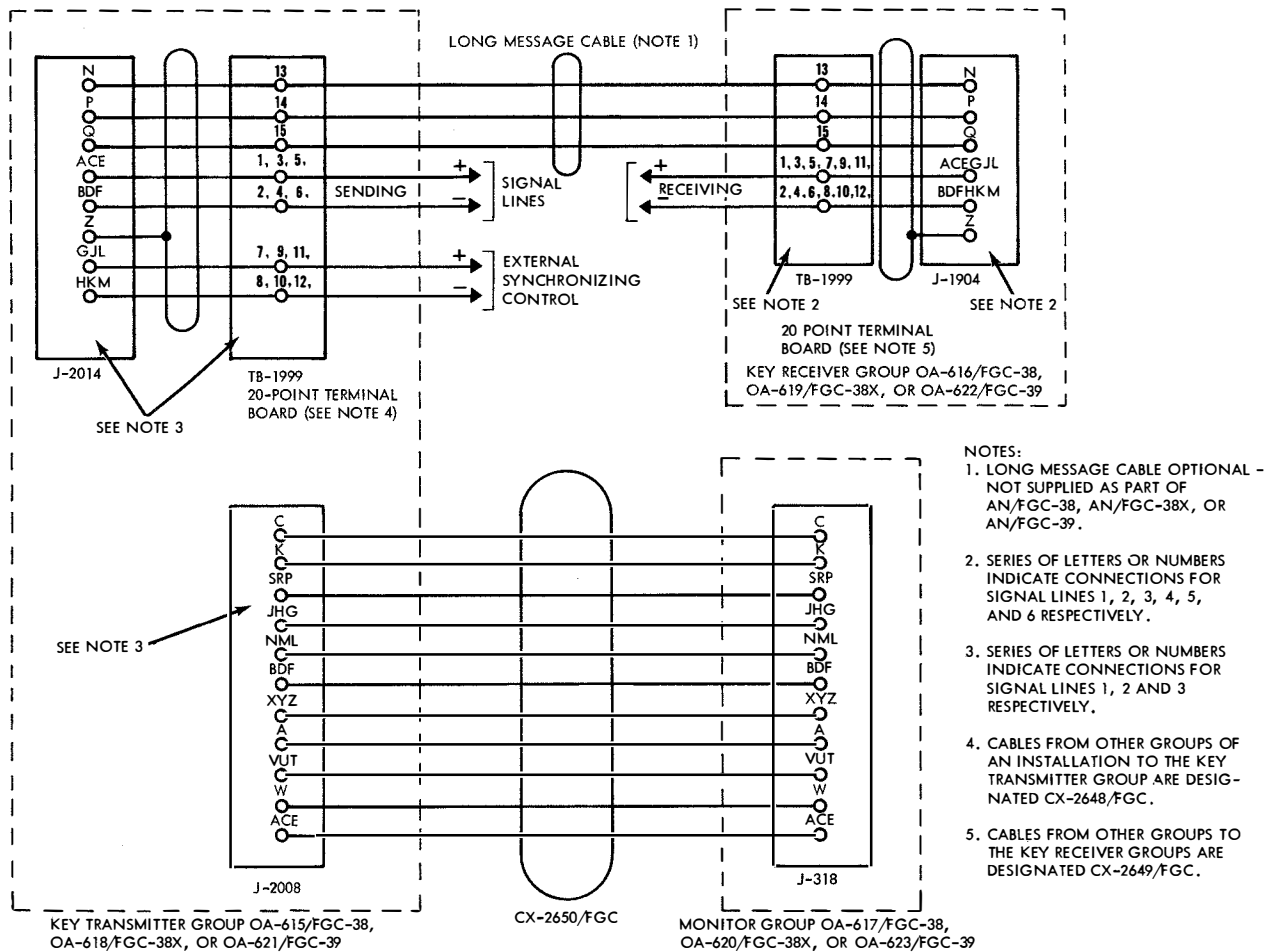 LONG MESSAGE CABLE (NOTE 1)
N
P
Q
ACE
BDF
Z
GJL
HKM
J-2014
13
14
15
1, 3, 5,
2, 4, 6,
7, 9, 11,
8, 10, 12,
SENDING
+
−
SIGNAL
LINES
+
−
EXTERNAL
SYNCHRONIZING
CONTROL
TB-1999
20-POINT TERMINAL
BOARD (SEE NOTE 4)
SEE NOTE 3
+
−
RECEIVING
13
14
15
1, 3, 5, 7, 9, 11,
2, 4. 6, 8, 10, 12,
N
P
Q
ACEGJL
BDFHKM
Z
TB-1999
J-1904
SEE NOTE 2
SEE NOTE 2
20 POINT TERMINAL
BOARD (SEE NOTE 5)
KEY RECEIVER GROUP OA-616/FGC-38,
OA-619/FGC-38X, OR OA-622/FGC-39
C
K
SRP
JHG
NML
BDF
XYZ
A
VUT
W
ACE
J-2008
SEE NOTE 3
C
K
SRP
JHG
NML
BDF
XYZ
A
VUT
W
ACE
J-318
CX-2650/FGC
KEY TRANSMITTER GROUP OA-615/FGC-38,
OA-618/FGC-38X, OR OA-621/FGC-39
MONITOR GROUP OA-617/FGC-38,
OA-620/FGC-38X, OR OA-623/FGC-39
NOTES:
1. LONG MESSAGE CABLE OPTIONAL -
NOT SUPPLIED AS PART OF
AN/FGC-38, AN/FGC-38X, OR
AN/FGC-39.
2. SERIES OF LETTERS OR NUMBERS
INDICATE CONNECTIONS FOR
SIGNAL LINES 1, 2, 3, 4, 5,
AND 6 RESPECTIVELY.
3. SERIES OF LETTERS OR NUMBERS
INDICATE CONNECTIONS FOR
SIGNAL LINES 1, 2 AND 3
RESPECTIVELY.
4. CABLES FROM OTHER GROUPS OF
AN INSTALLATION TO THE KEY
TRANSMITTER GROUP ARE DESIG-
NATED CX-2648/FGC.
5. CABLES FROM OTHER GROUPS TO
THE KEY RECEIVER GROUPS ARE
DESIGNATED CX-2649/FGC.